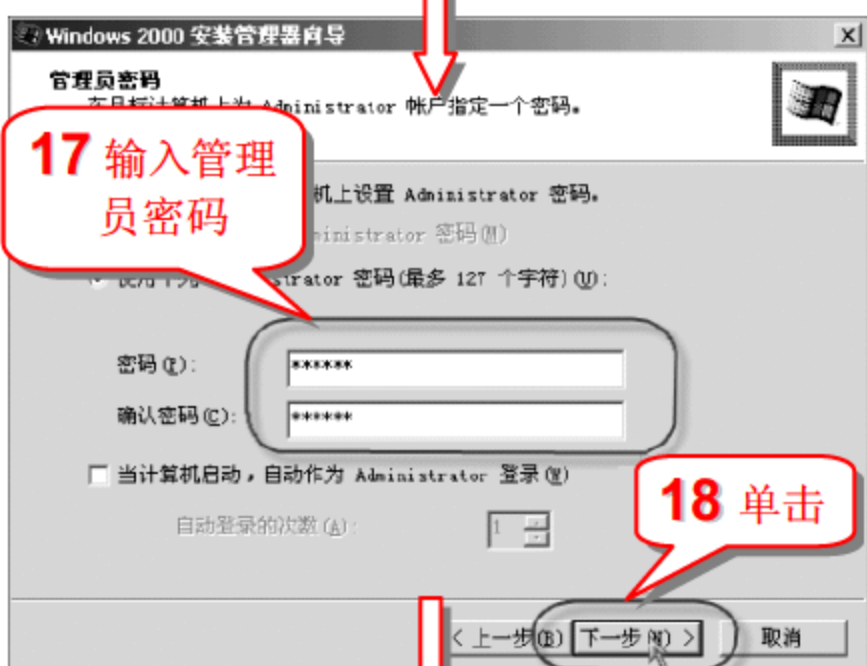 Windows 2000 安装管理器向导
管理员密码
在目标计算机上为 Administrator 帐户指定一个密码。
17 输入管理
员密码
机上设置 Administrator 密码。
ministrator 密码(M)
strator 密码(最多 127 个字符)(U):
密码(P):
******
确认密码(C):
******
当计算机启动，自动作为 Administrator 登录(W)
18 单击
自动登录的次数(A):
1
< 上一步(B)
下一步(N) >
取消